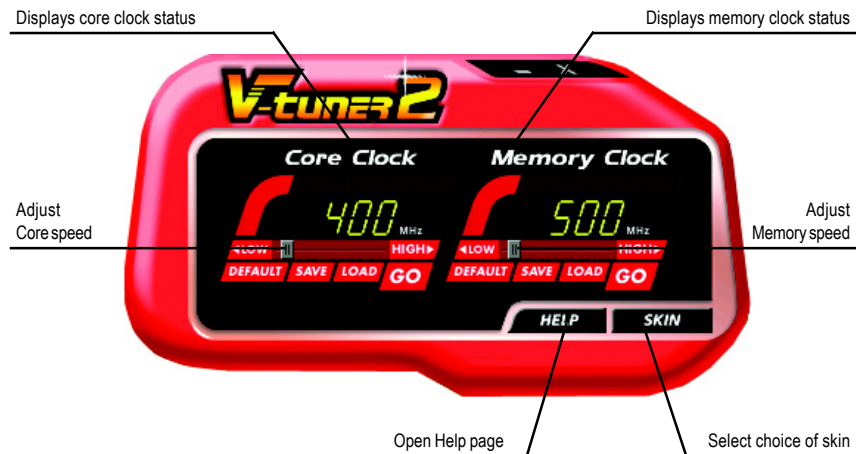 Displays core clock status
Displays memory clock status
V-TUNER2
- +
Core Clock
Memory Clock
Adjust
Core speed
400 MHz
500 MHz
Adjust
Memory speed
◄LOW
HIGH►
◄LOW
HIGH►
DEFAULT SAVE LOAD GO
DEFAULT SAVE LOAD GO
HELP
SKIN
Open Help page
Select choice of skin